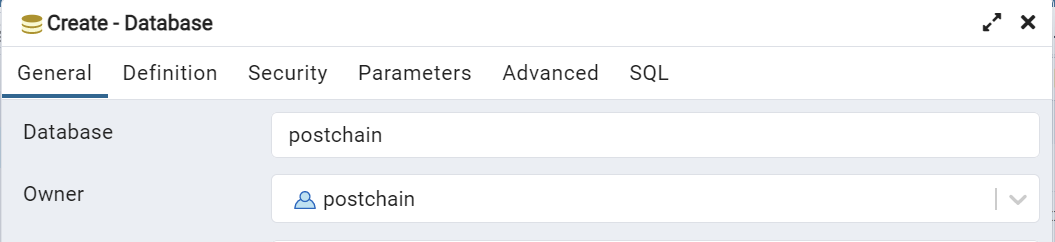 Create - Database
General Definition Security Parameters Advanced SQL
Database postchain
Owner postchain